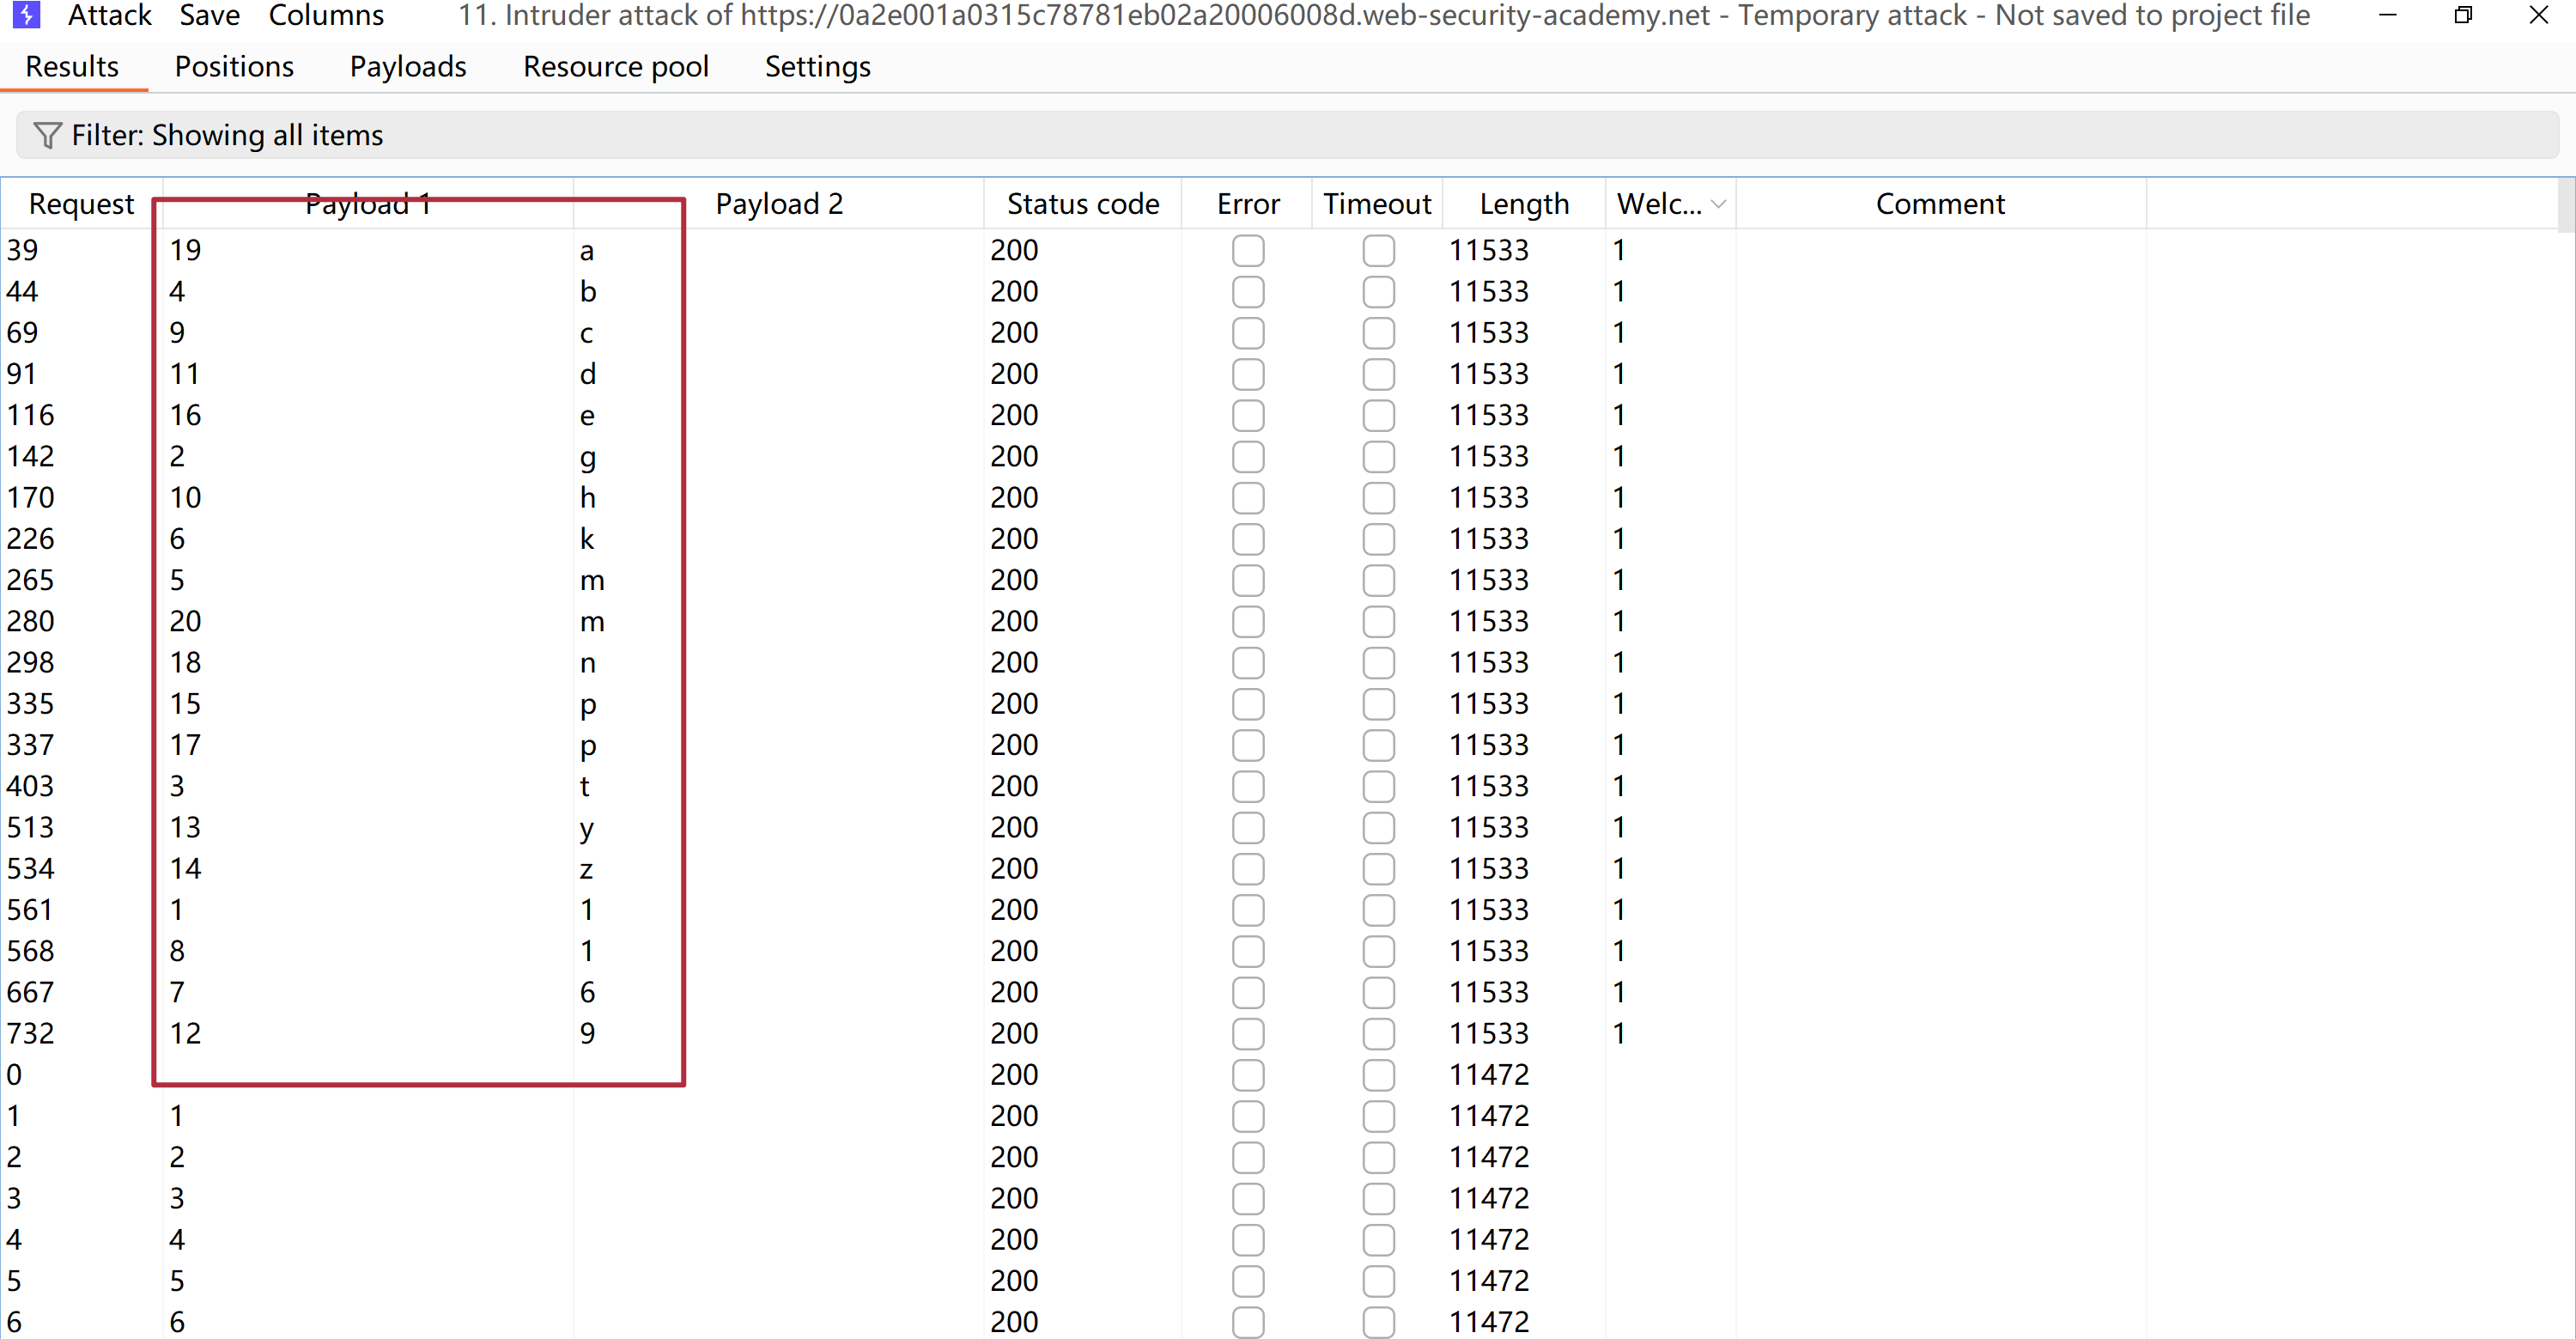 Attack Save Columns 11. Intruder attack of https://0a2e001a0315c78781eb02a20006008d.web-security-academy.net - Temporary attack - Not saved to project file
Results Positions Payloads Resource pool Settings
Filter: Showing all items
Request Payload 1 Payload 2 Status code Error Timeout Length Welc... Comment
39 19 a 200 11533 1
44 4 b 200 11533 1
69 9 c 200 11533 1
91 11 d 200 11533 1
116 16 e 200 11533 1
142 2 g 200 11533 1
170 10 h 200 11533 1
226 6 k 200 11533 1
265 5 m 200 11533 1
280 20 m 200 11533 1
298 18 n 200 11533 1
335 15 p 200 11533 1
337 17 p 200 11533 1
403 3 t 200 11533 1
513 13 y 200 11533 1
534 14 z 200 11533 1
561 1 1 200 11533 1
568 8 1 200 11533 1
667 7 6 200 11533 1
732 12 9 200 11533 1
0 200 11472
1 1 200 11472
2 2 200 11472
3 3 200 11472
4 4 200 11472
5 5 200 11472
6 6 200 11472